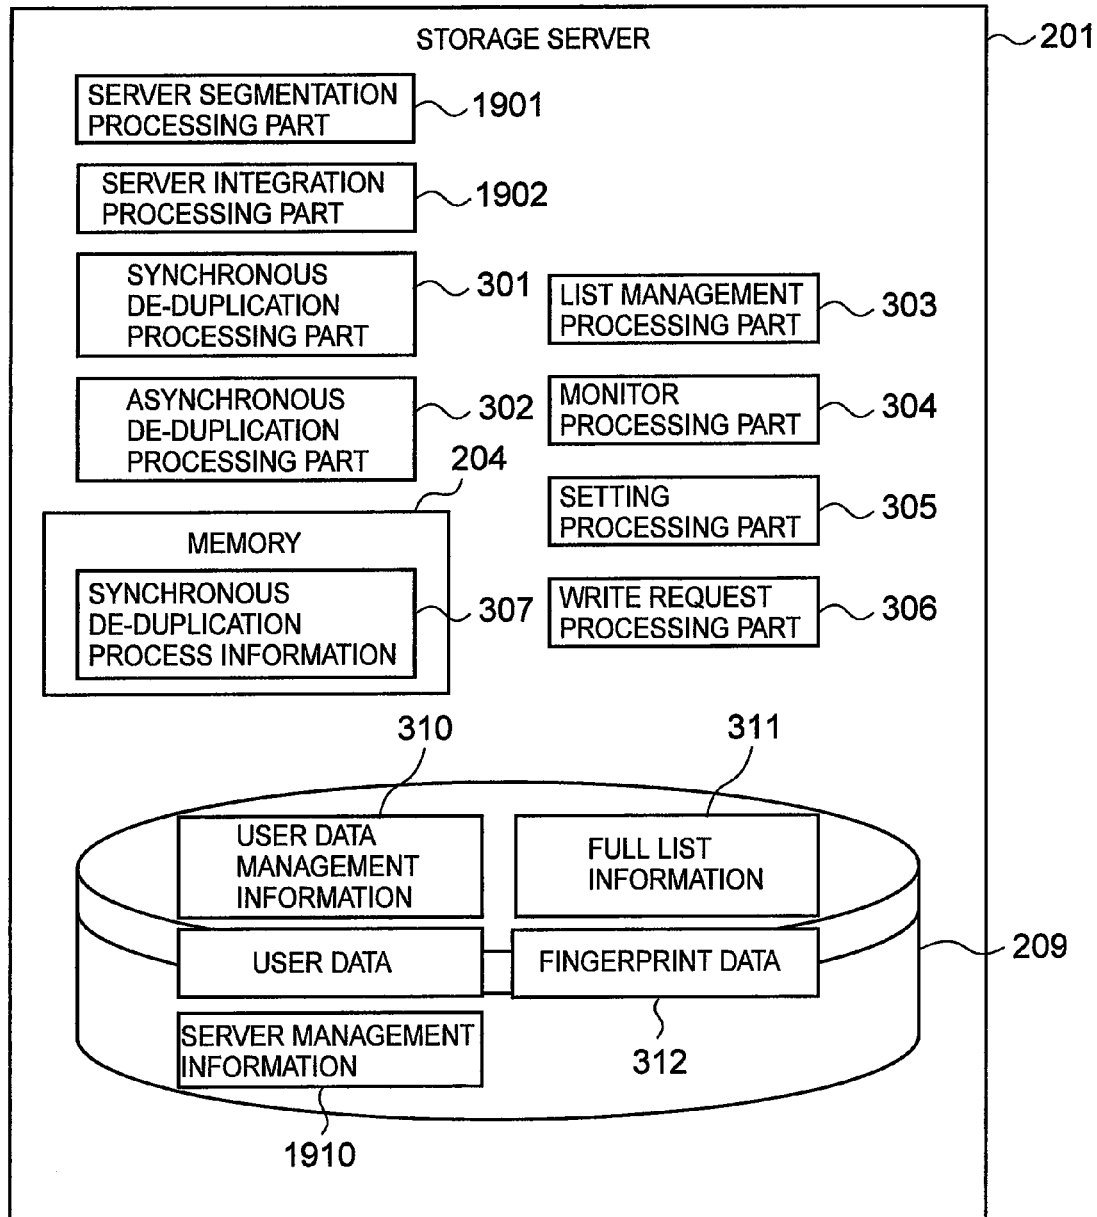 STORAGE SERVER
201
SERVER SEGMENTATION
PROCESSING PART
1901
SERVER INTEGRATION
PROCESSING PART
1902
SYNCHRONOUS
DE-DUPLICATION
PROCESSING PART
301
LIST MANAGEMENT
PROCESSING PART
303
ASYNCHRONOUS
DE-DUPLICATION
PROCESSING PART
302
MONITOR
PROCESSING PART
304
204
SETTING
PROCESSING PART
305
MEMORY
SYNCHRONOUS
DE-DUPLICATION
PROCESS INFORMATION
307
WRITE REQUEST
PROCESSING PART
306
310
311
USER DATA
MANAGEMENT
INFORMATION
FULL LIST
INFORMATION
USER DATA
FINGERPRINT DATA
209
SERVER MANAGEMENT
INFORMATION
312
1910